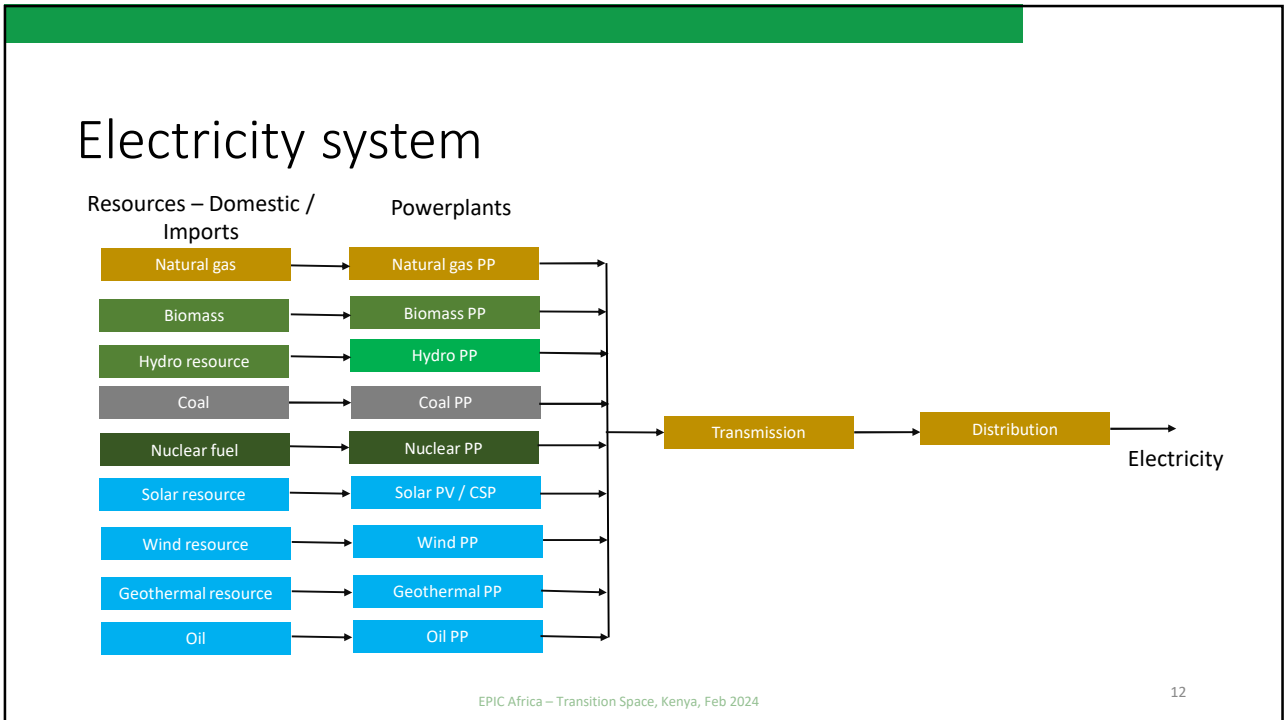 Electricity system
Resources – Domestic /
Imports
Powerplants
Natural gas
Natural gas PP
Biomass
Biomass PP
Hydro resource
Hydro PP
Coal
Coal PP
Nuclear fuel
Nuclear PP
Solar resource
Solar PV / CSP
Wind resource
Wind PP
Geothermal resource
Geothermal PP
Oil
Oil PP
Transmission
Distribution
Electricity
EPIC Africa – Transition Space, Kenya, Feb 2024
12